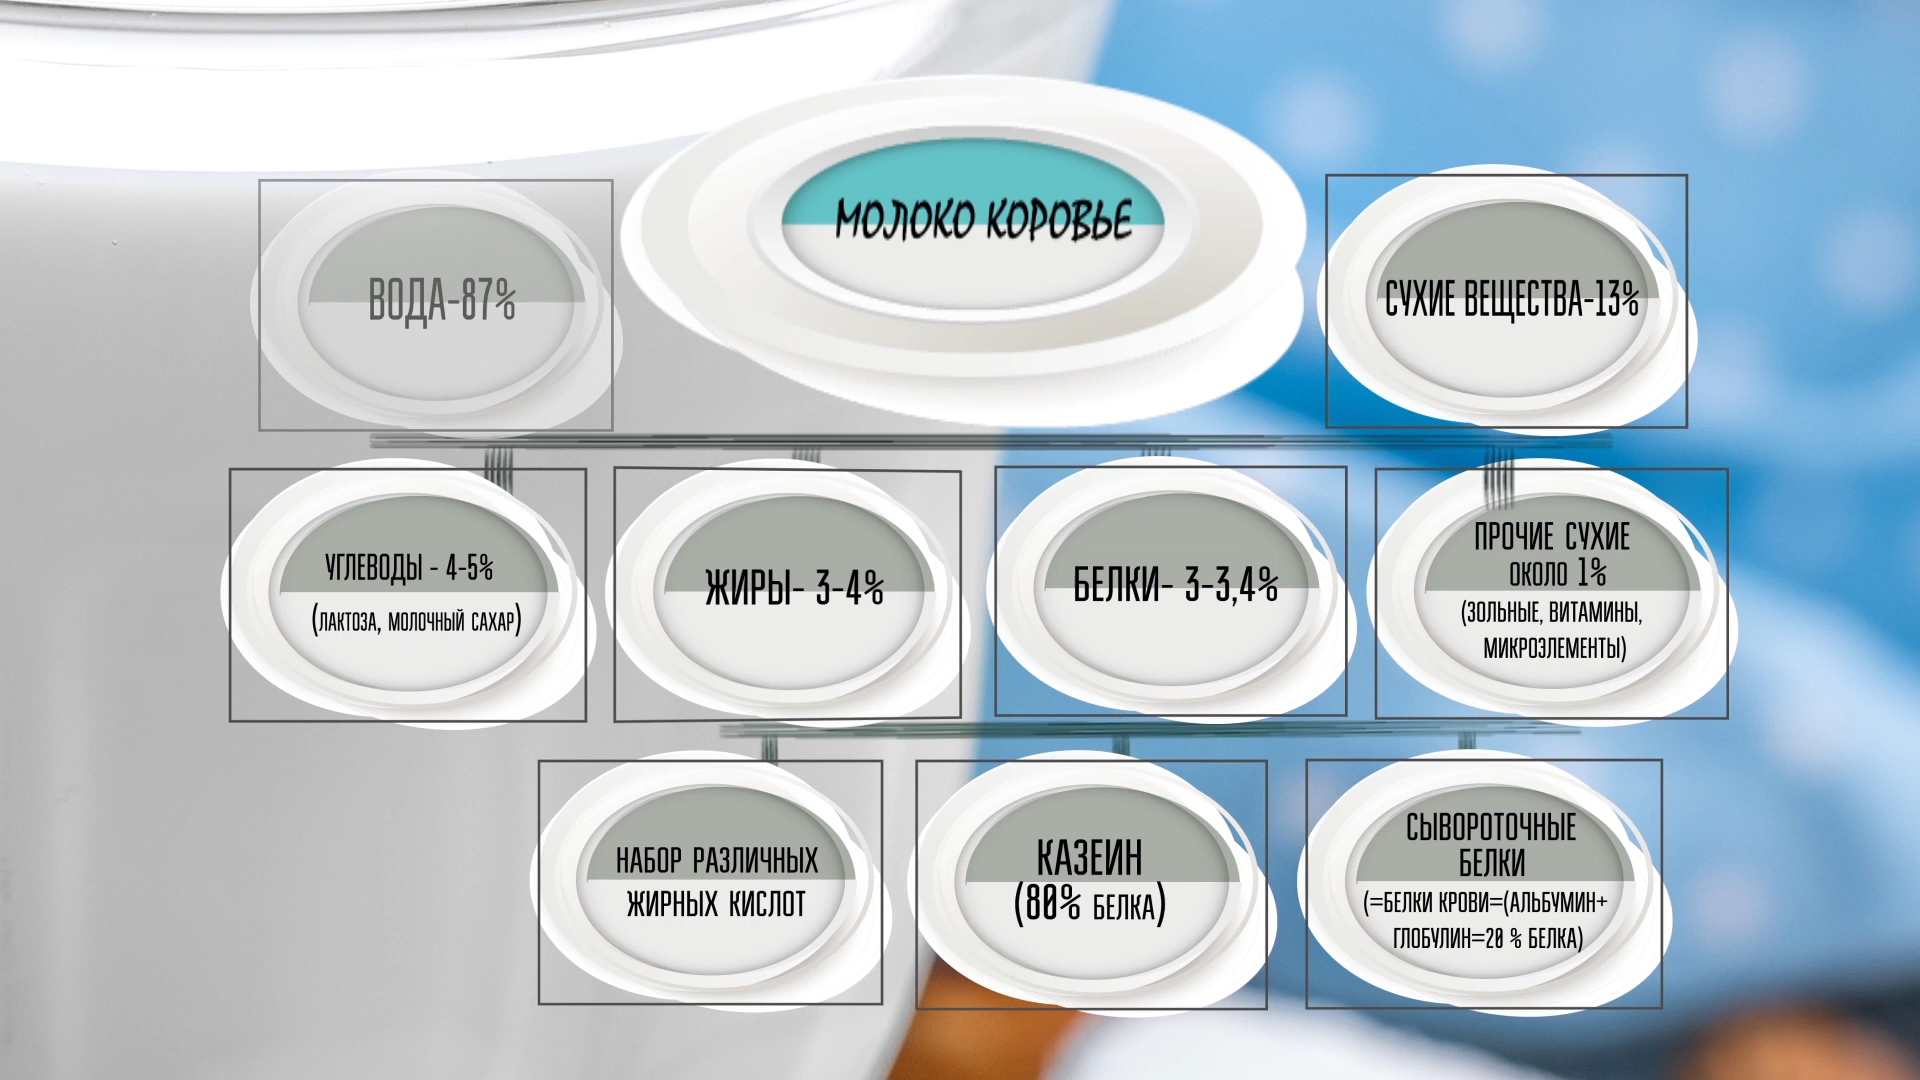 МОЛОКО КОРОВЬЕ
ВОДА-87%
СУХИЕ ВЕЩЕСТВА-13%
УГЛЕВОДЫ - 4-5%
(ЛАКТОЗА, МОЛОЧНЫЙ САХАР)
ЖИРЫ- 3-4%
БЕЛКИ- 3-3,4%
ПРОЧИЕ СУХИЕ
ОКОЛО 1%
(ЗОЛЬНЫЕ, ВИТАМИНЫ,
МИКРОЭЛЕМЕНТЫ)
НАБОР РАЗЛИЧНЫХ
ЖИРНЫХ КИСЛОТ
КАЗЕИН
(80% БЕЛКА)
СЫВОРОТОЧНЫЕ
БЕЛКИ
(=БЕЛКИ КРОВИ=(АЛЬБУМИН+
ГЛОБУЛИН=20 % БЕЛКА)